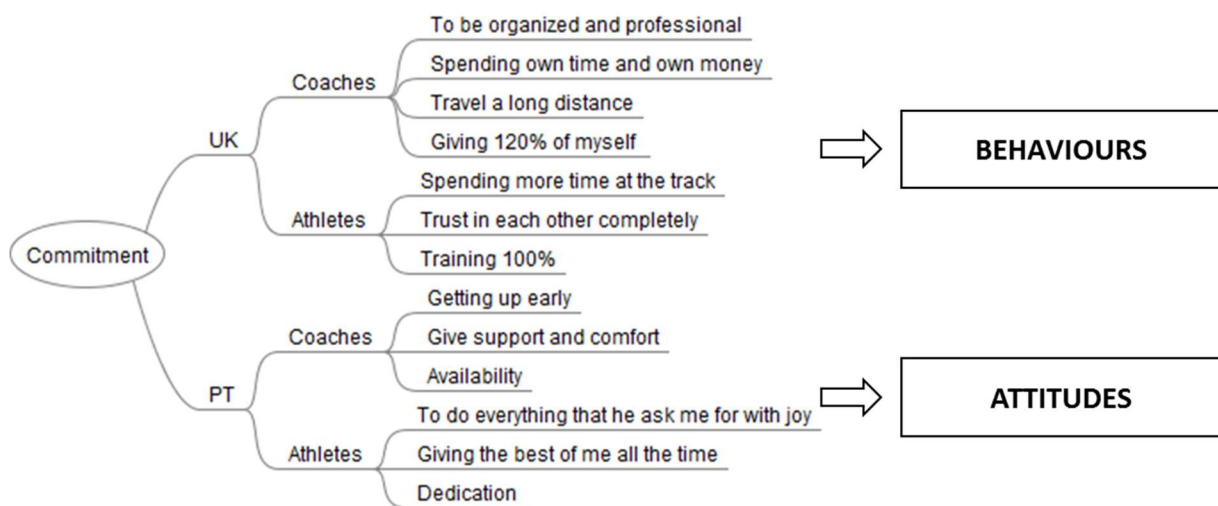 Commitment
UK
Coaches
To be organized and professional
Spending own time and own money
Travel a long distance
Giving 120% of myself
Athletes
Spending more time at the track
Trust in each other completely
Training 100%
BEHAVIOURS
PT
Coaches
Getting up early
Give support and comfort
Availability
Athletes
To do everything that he ask me for with joy
Giving the best of me all the time
Dedication
ATTITUDES